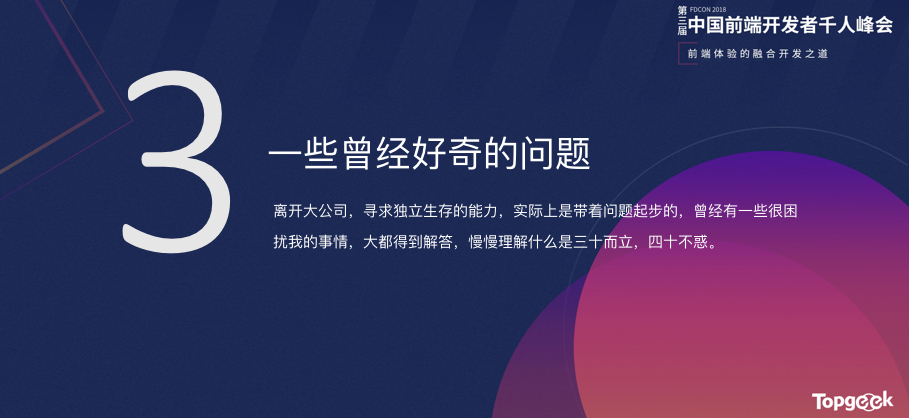 第三届
FDCON 2018
中国前端开发者千人峰会
前端体验的融合开发之道
3
一些曾经好奇的问题
离开大公司，寻求独立生存的能力，实际上是带着问题起步的，曾经有一些很困
扰我的事情，大都得到解答，慢慢理解什么是三十而立，四十不惑。
Topgeek